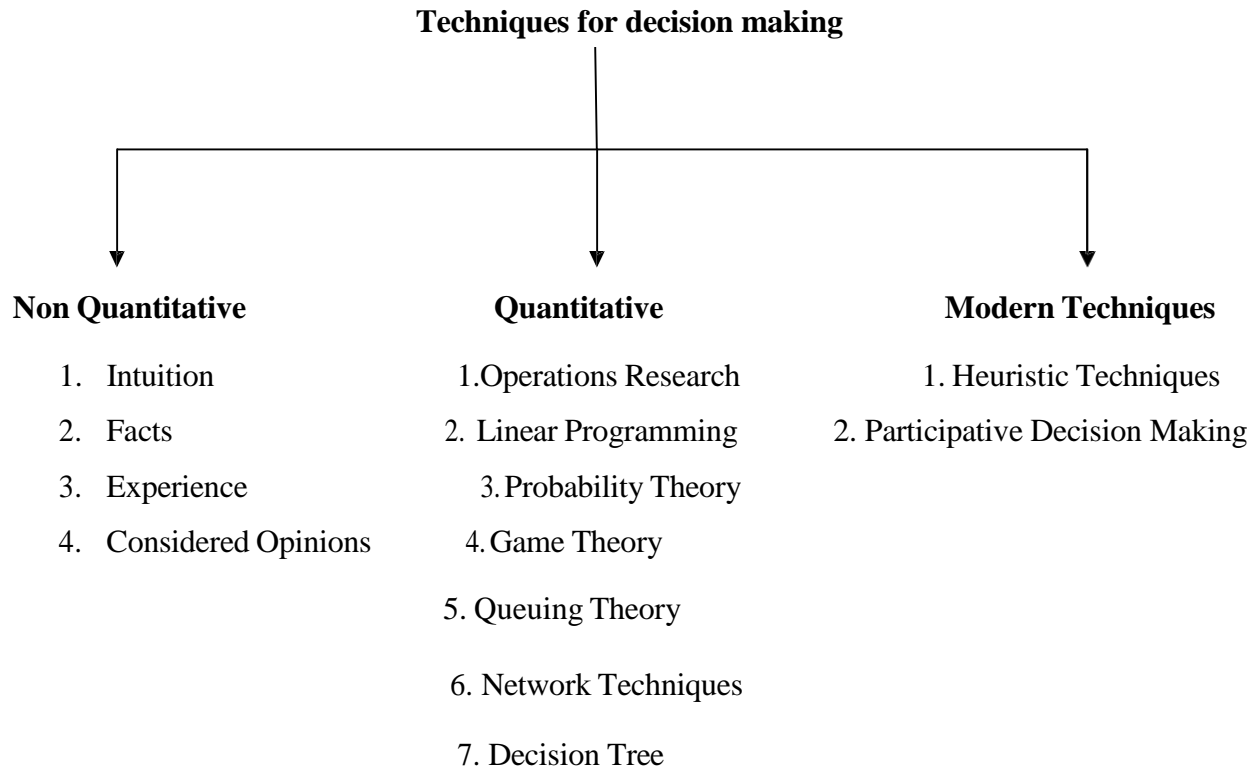 Techniques for decision making
Non Quantitative
1. Intuition
2. Facts
3. Experience
4. Considered Opinions
Quantitative
1.Operations Research
2. Linear Programming
3. Probability Theory
4. Game Theory
5. Queuing Theory
6. Network Techniques
7. Decision Tree
Modern Techniques
1. Heuristic Techniques
2. Participative Decision Making